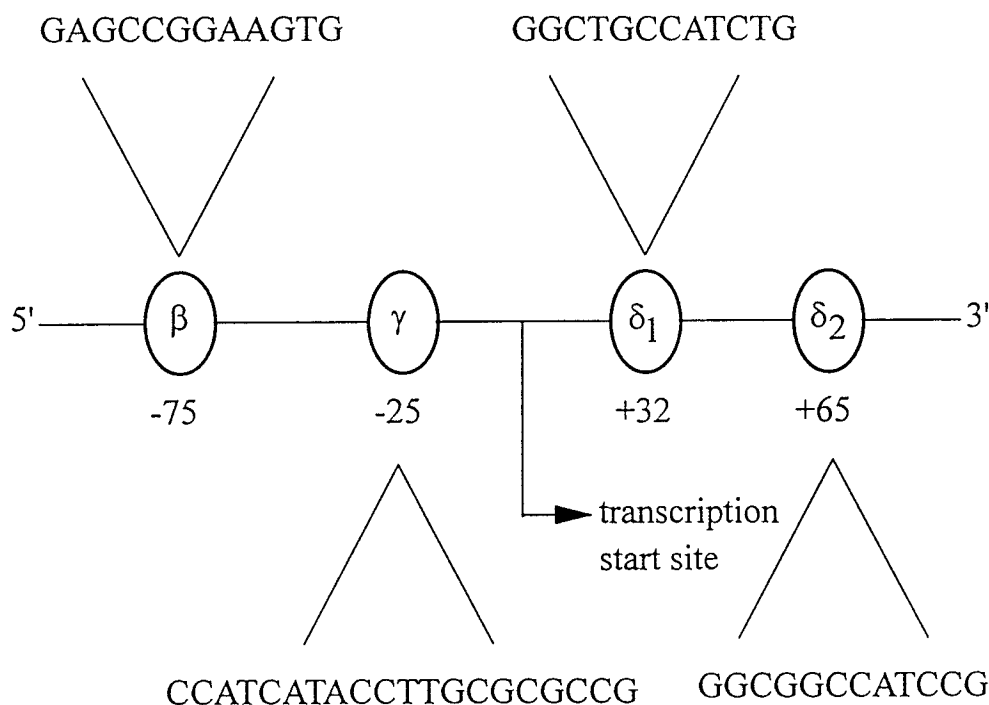 GAGCCGGAAGTG
GGCTGCCATCTG
5' β γ δ1 δ2 3'
-75 -25 +32 +65
transcription
start site
CCATCATACCTTGCGCGCCG
GGCGGCCATCCG